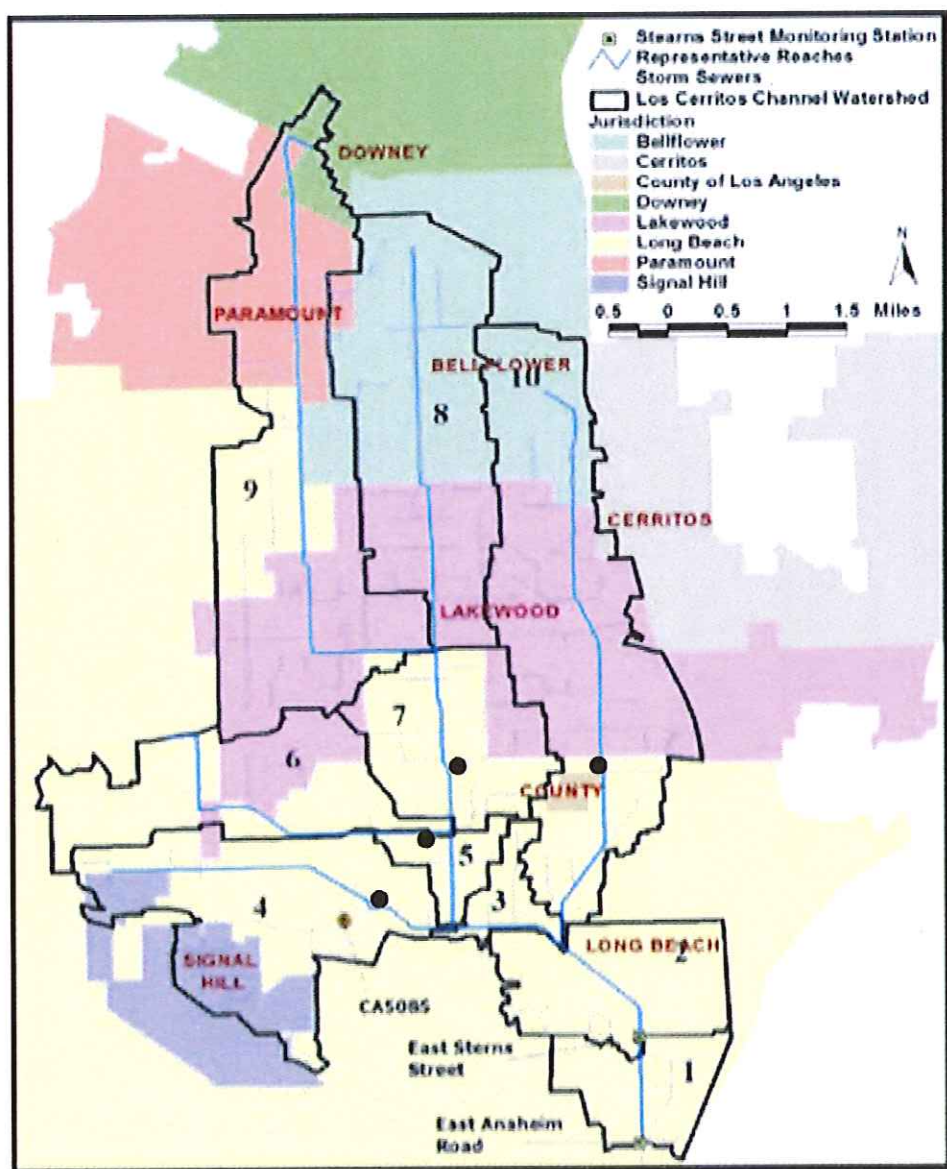 Stearns Street Monitoring Station
Representative Reaches
Storm Sewers
Los Cerritos Channel Watershed
Jurisdiction
Bellflower
Cerritos
County of Los Angeles
Downey
Lakewood
Long Beach
Paramount
Signal Hill
N
0.5 0 0.5 1 1.5 Miles
DOWNEY
PARAMOUNT
BELLFLOWER
10
8
9
CERRITOS
LAKEWOOD
7
6
COUNTY
5
3
4
LONG BEACH
2
SIGNAL
HILL
CA5085
East Sterns
Street
1
East Anaheim
Road